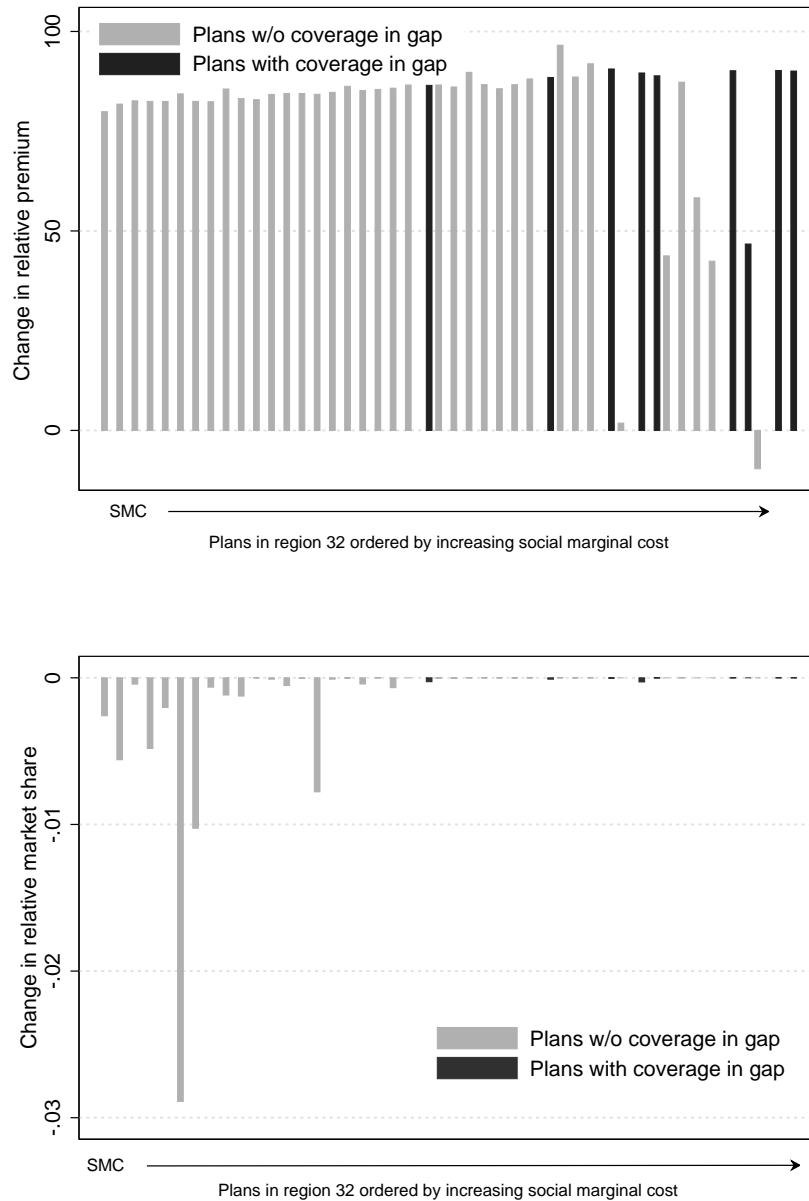 Plans w/o coverage in gap
Plans with coverage in gap
Change in relative premium
100
50
0
SMC
Plans in region 32 ordered by increasing social marginal cost
Change in relative market share
0
-.01
-.02
-.03
Plans w/o coverage in gap
Plans with coverage in gap
SMC
Plans in region 32 ordered by increasing social marginal cost